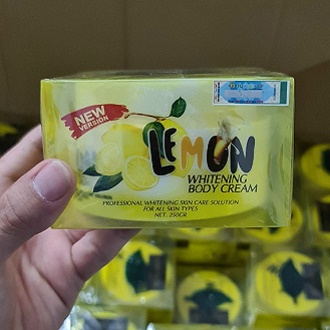 NEW
VERSION
LEMON
WHITENING
BODY CREAM
PROFESSIONAL WHITENING SKIN CARE SOLUTION
FOR ALL SKIN TYPES
NET. 250GR